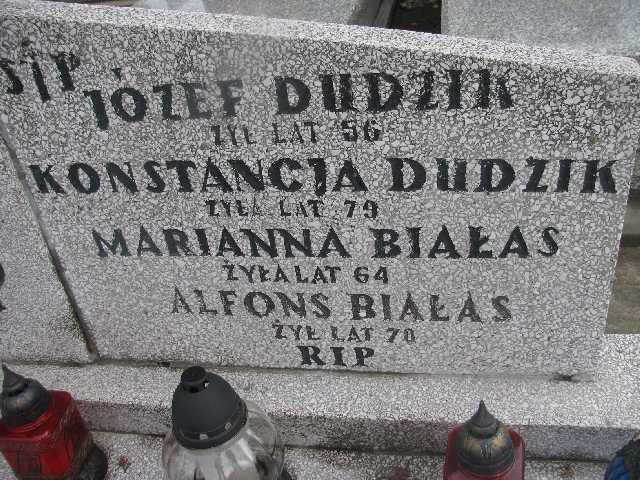 STP
JÓZEF DUDZIK
ŻYŁ LAT 56
KONSTANCJA DUDZIK
ŻYŁA LAT 79
MARIANNA BIAŁAS
ŻYŁA LAT 64
ALFONS BIAŁAS
ŻYŁ LAT 70
RIP